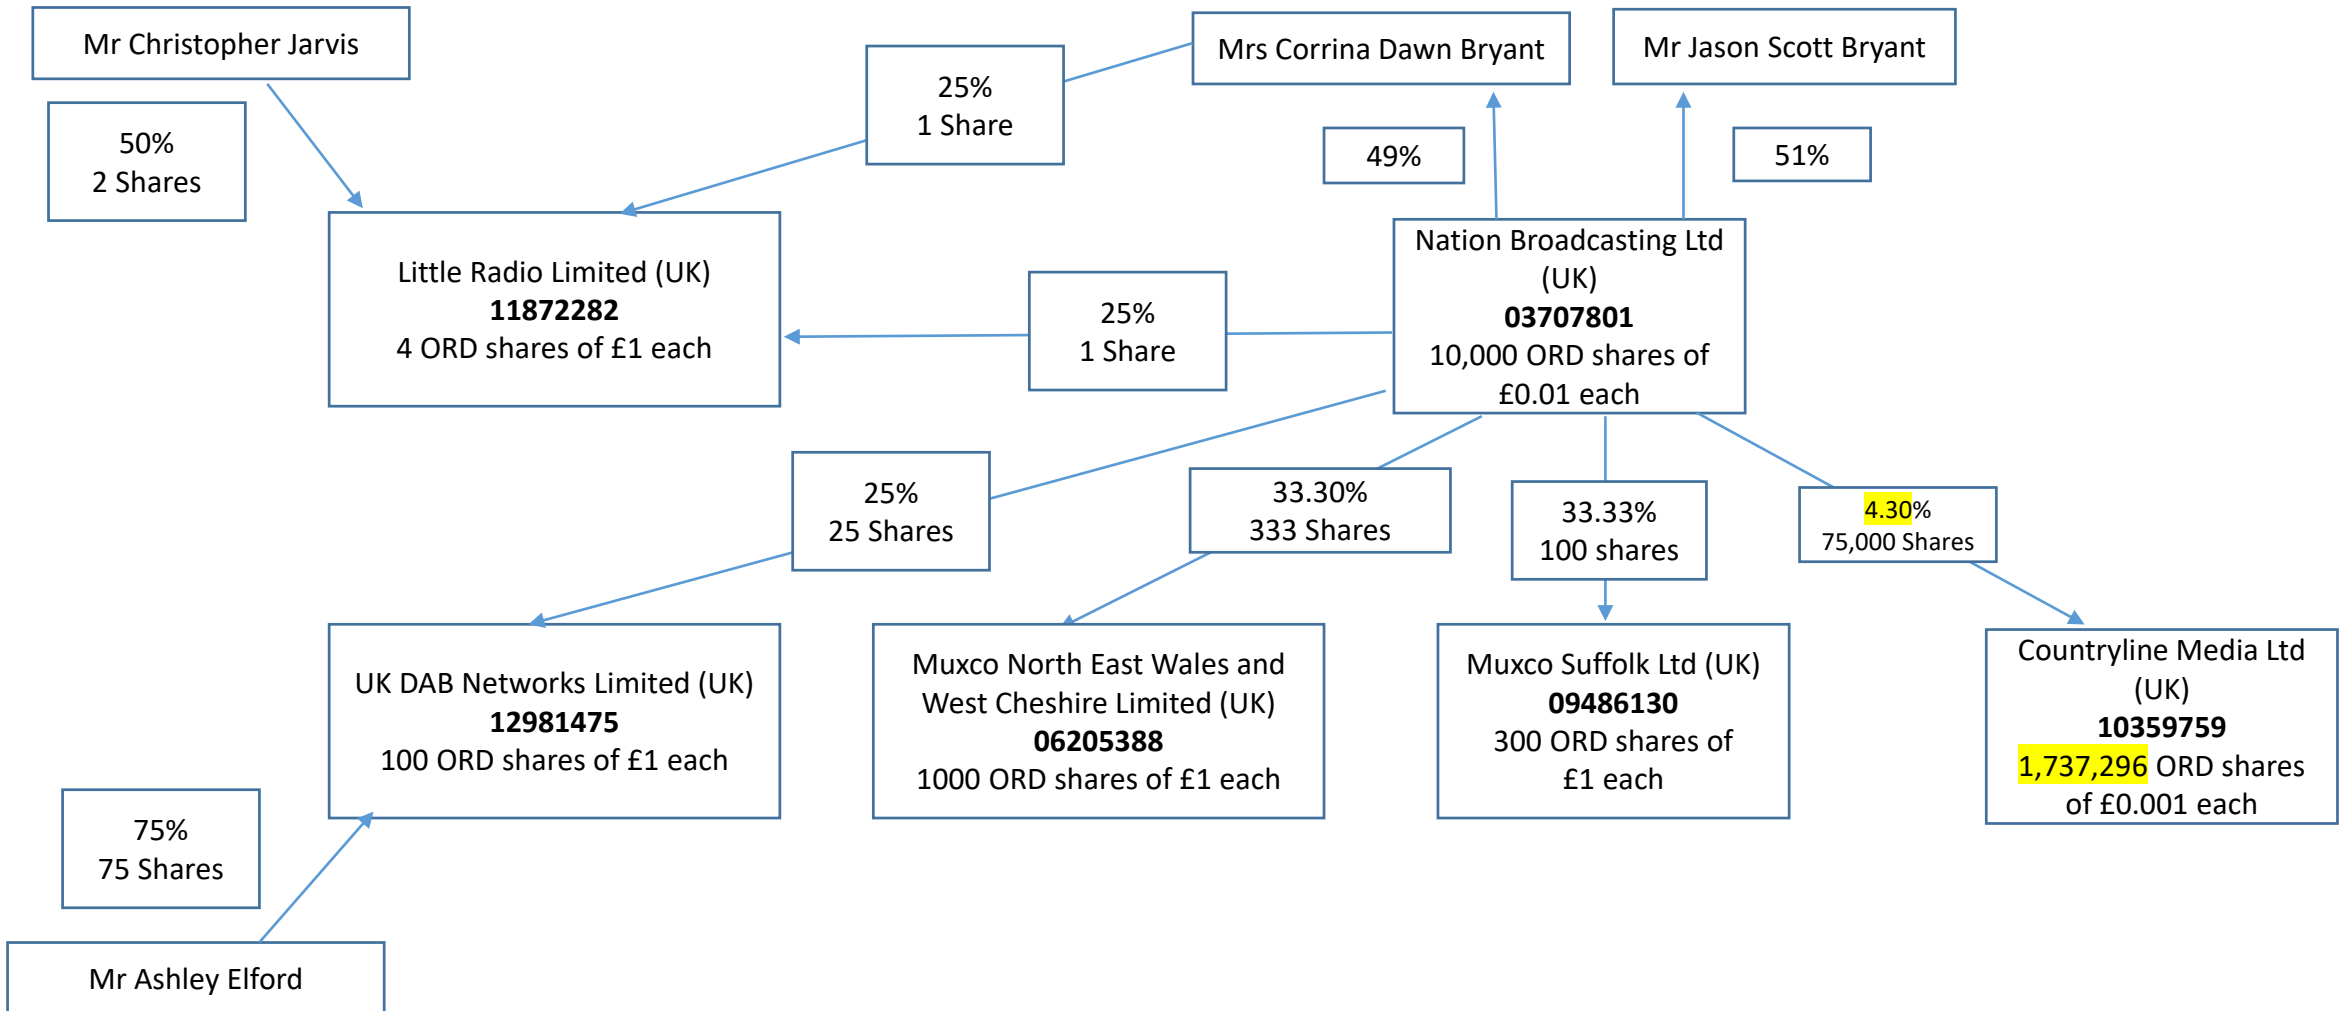 Mr Christopher Jarvis
Mrs Corrina Dawn Bryant
Mr Jason Scott Bryant
50%
2 Shares
25%
1 Share
49%
51%
Little Radio Limited (UK)
11872282
4 ORD shares of £1 each
25%
1 Share
Nation Broadcasting Ltd
(UK)
03707801
10,000 ORD shares of
£0.01 each
25%
25 Shares
33.30%
333 Shares
33.33%
100 shares
4.30%
75,000 Shares
UK DAB Networks Limited (UK)
12981475
100 ORD shares of £1 each
Muxco North East Wales and
West Cheshire Limited (UK)
06205388
1000 ORD shares of £1 each
Muxco Suffolk Ltd (UK)
09486130
300 ORD shares of
£1 each
Countryline Media Ltd
(UK)
10359759
1,737,296 ORD shares
of £0.001 each
75%
75 Shares
Mr Ashley Elford